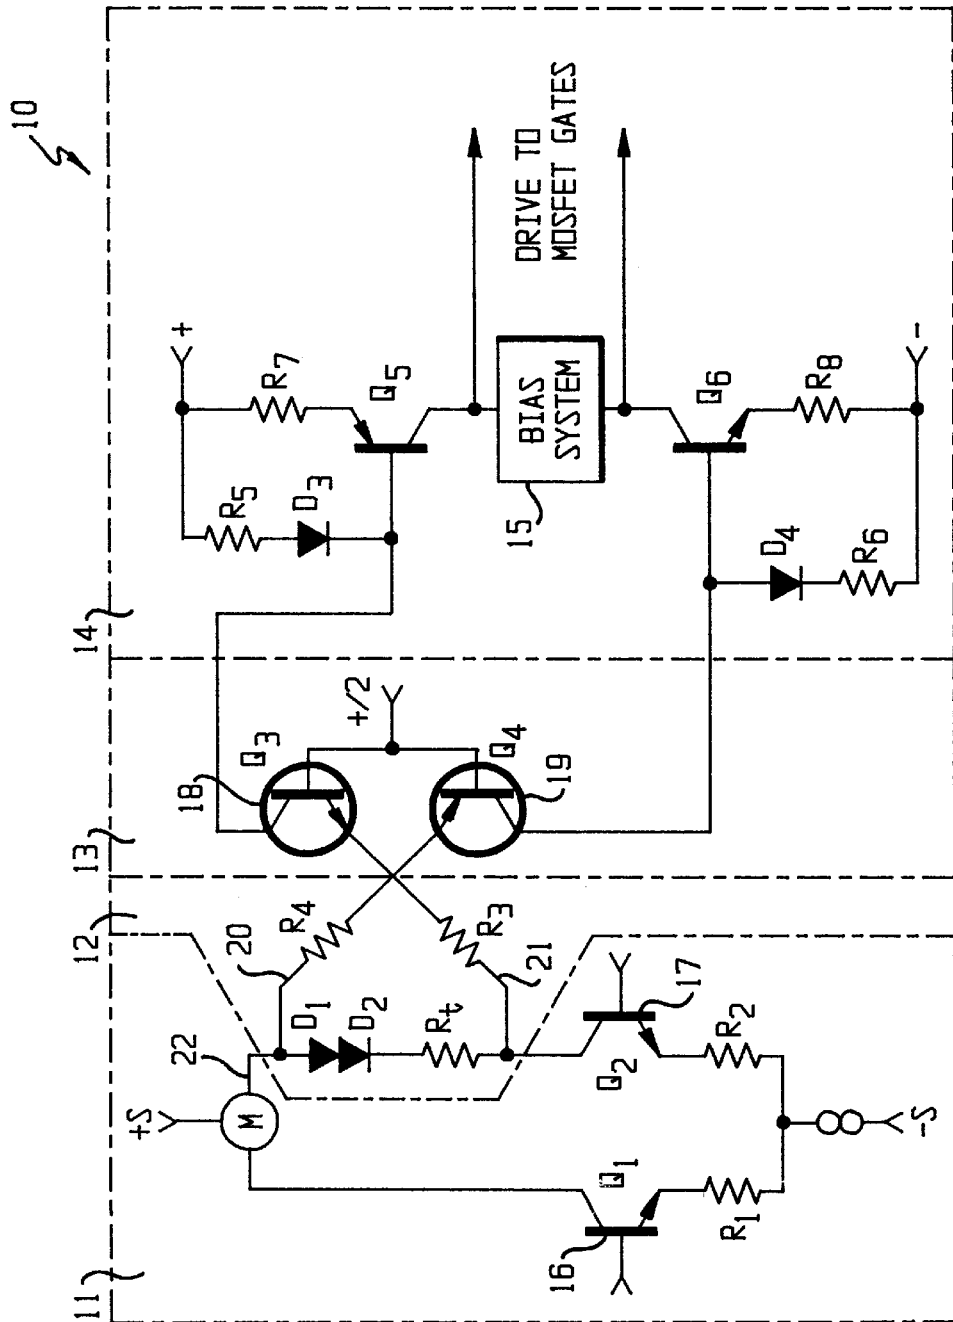 10
11
12
13
14
+S
M
22
20
D1
D2
Rt
21
R4
R3
16
Q1
Q2
17
R1
R2
-S
18
Q3
+/2
Q4
19
+
R5
R7
D3
Q5
15
BIAS
SYSTEM
DRIVE TO
MOSFET GATES
D4
Q6
R6
R8
-